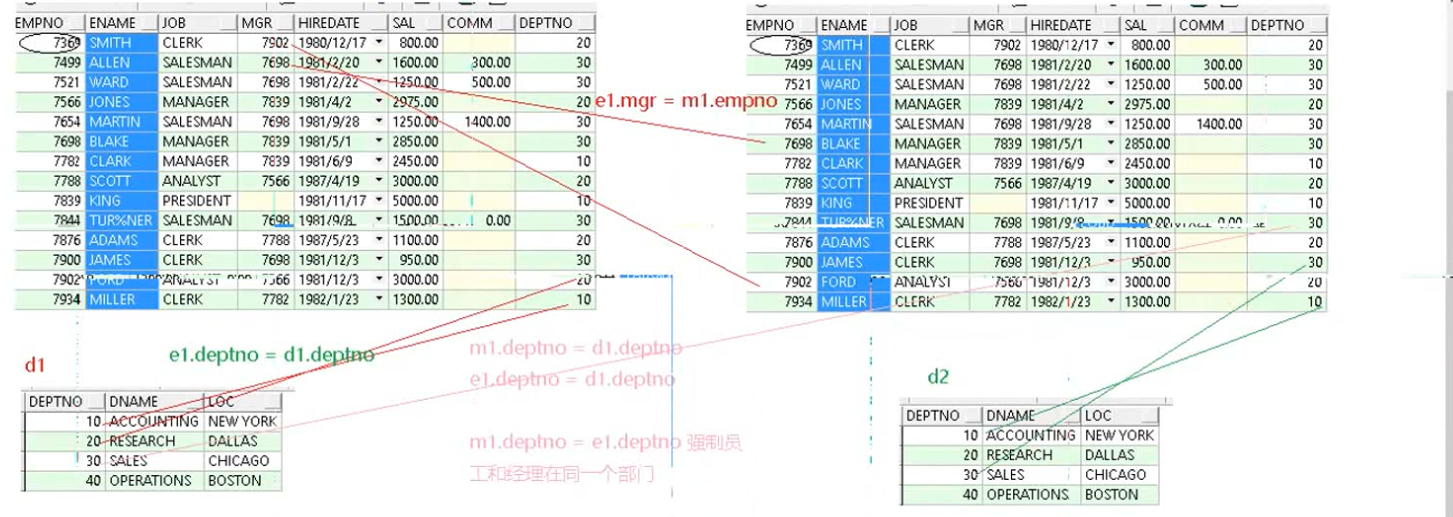 EMPNO ENAME JOB MGR HIREDATE SAL COMM DEPTNO
7369 SMITH CLERK 7902 1980/12/17 800.00 20
7499 ALLEN SALESMAN 7698 1981/2/20 1600.00 300.00 30
7521 WARD SALESMAN 7698 1981/2/22 1250.00 500.00 30
7566 JONES MANAGER 7839 1981/4/2 2975.00 20
7654 MARTIN SALESMAN 7698 1981/9/28 1250.00 1400.00 30
7698 BLAKE MANAGER 7839 1981/5/1 2850.00 30
7782 CLARK MANAGER 7839 1981/6/9 2450.00 10
7788 SCOTT ANALYST 7566 1987/4/19 3000.00 20
7839 KING PRESIDENT 1981/11/17 5000.00 10
7844 TUR%NER SALESMAN 7698 1981/9/8 1500.00 0.00 30
7876 ADAMS CLERK 7788 1987/5/23 1100.00 20
7900 JAMES CLERK 7698 1981/12/3 950.00 30
7902 FORD ANALYST 7566 1981/12/3 3000.00 20
7934 MILLER CLERK 7782 1982/1/23 1300.00 10
e1.mgr = m1.empno
EMPNO ENAME JOB MGR HIREDATE SAL COMM DEPTNO
7369 SMITH CLERK 7902 1980/12/17 800.00 20
7499 ALLEN SALESMAN 7698 1981/2/20 1600.00 300.00 30
7521 WARD SALESMAN 7698 1981/2/22 1250.00 500.00 30
7566 JONES MANAGER 7839 1981/4/2 2975.00 20
7654 MARTIN SALESMAN 7698 1981/9/28 1250.00 1400.00 30
7698 BLAKE MANAGER 7839 1981/5/1 2850.00 30
7782 CLARK MANAGER 7839 1981/6/9 2450.00 10
7788 SCOTT ANALYST 7566 1987/4/19 3000.00 20
7839 KING PRESIDENT 1981/11/17 5000.00 10
7844 TUR%NER SALESMAN 7698 1981/9/8 1500.00 0.00 30
7876 ADAMS CLERK 7788 1987/5/23 1100.00 20
7900 JAMES CLERK 7698 1981/12/3 950.00 30
7902 FORD ANALYST 7566 1981/12/3 3000.00 20
7934 MILLER CLERK 7782 1982/1/23 1300.00 10
d1
e1.deptno = d1.deptno
m1.deptno = d1.deptno
e1.deptno = d1.deptno
m1.deptno = e1.deptno 强制员
工和经理在同一个部门
DEPTNO DNAME LOC
10 ACCOUNTING NEW YORK
20 RESEARCH DALLAS
30 SALES CHICAGO
40 OPERATIONS BOSTON
d2
DEPTNO DNAME LOC
10 ACCOUNTING NEW YORK
20 RESEARCH DALLAS
30 SALES CHICAGO
40 OPERATIONS BOSTON